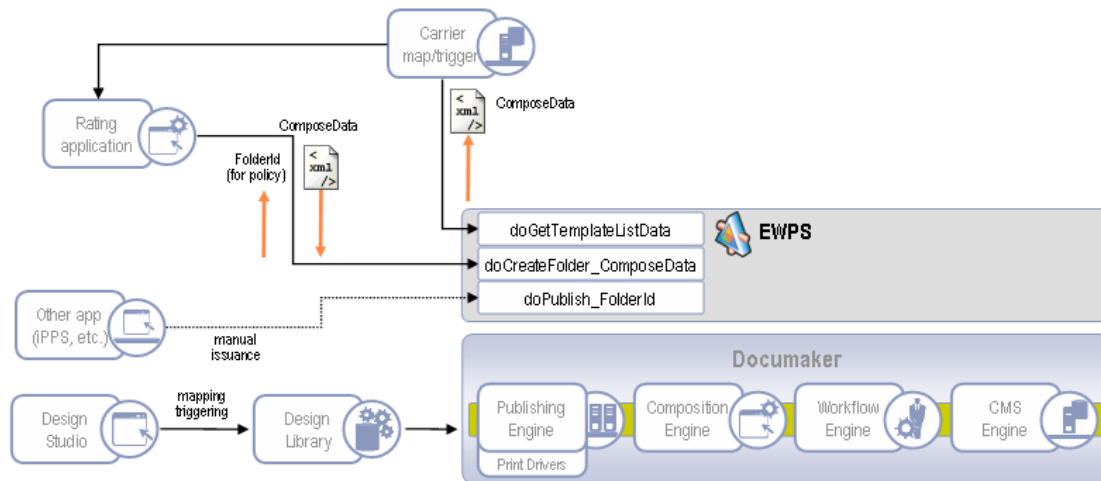 Carrier
map/trigger
ComposeData
< xml />
Rating
application
ComposeData
FolderId
(for policy)
< xml />
doGetTemplateListData
EWPS
doCreateFolder_ComposeData
doPublish_FolderId
Other app
(iPPS, etc.)
manual
issuance
Documaker
mapping
triggering
Design
Studio
Design
Library
Publishing
Engine
Print Drivers
Composition
Engine
Workflow
Engine
CMS
Engine